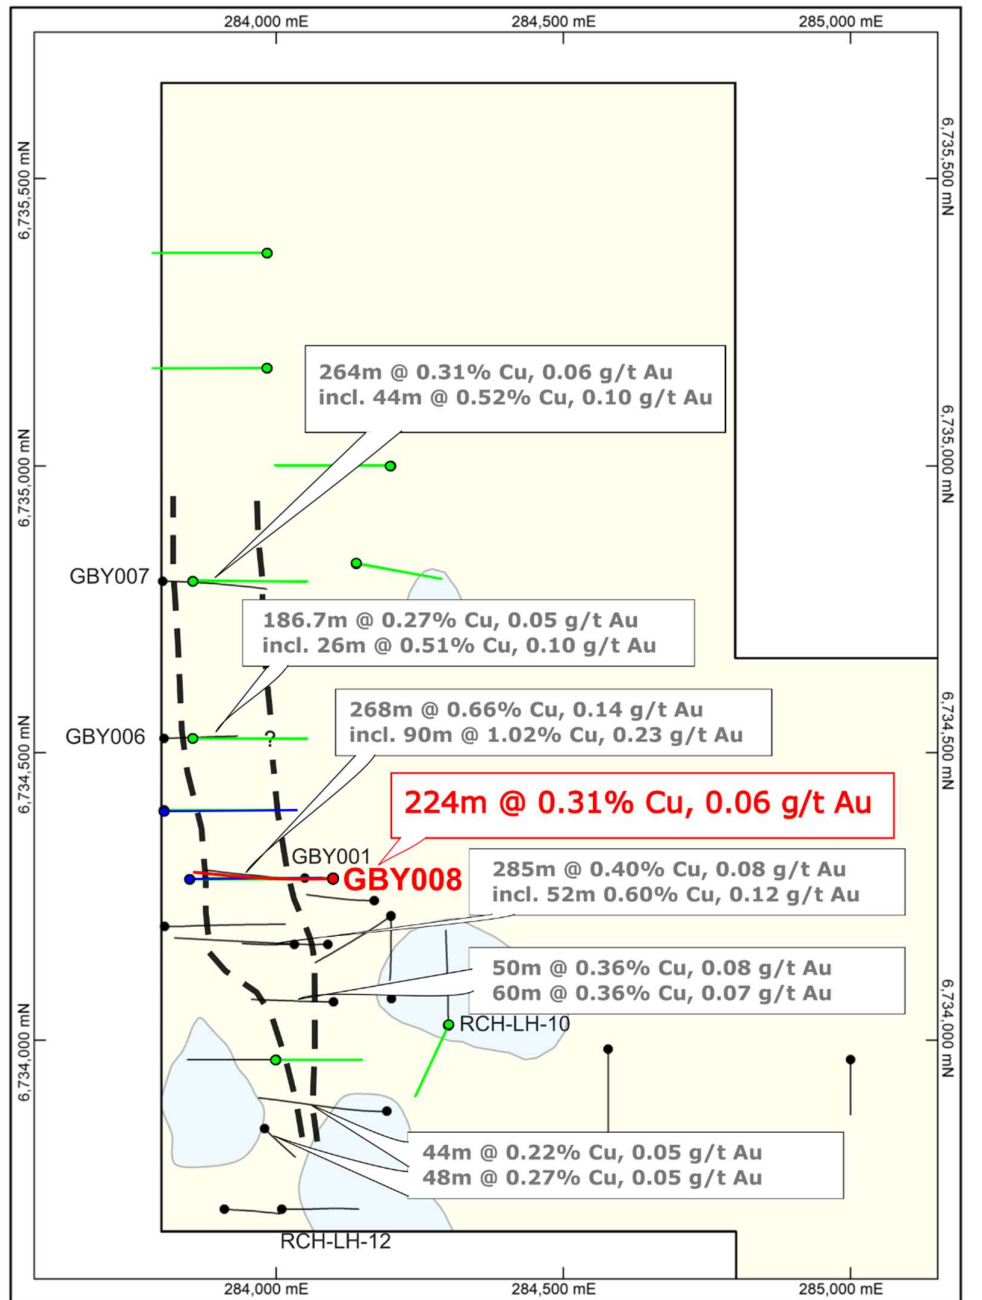 284,000 mE
284,500 mE
285,000 mE
6,735,500 mN
6,735,500 mN
264m @ 0.31% Cu, 0.06 g/t Au
incl. 44m @ 0.52% Cu, 0.10 g/t Au
6,735,000 mN
6,735,000 mN
GBY007
186.7m @ 0.27% Cu, 0.05 g/t Au
incl. 26m @ 0.51% Cu, 0.10 g/t Au
268m @ 0.66% Cu, 0.14 g/t Au
incl. 90m @ 1.02% Cu, 0.23 g/t Au
GBY006
?
6,734,500 mN
6,734,500 mN
224m @ 0.31% Cu, 0.06 g/t Au
GBY001
GBY008
285m @ 0.40% Cu, 0.08 g/t Au
incl. 52m 0.60% Cu, 0.12 g/t Au
50m @ 0.36% Cu, 0.08 g/t Au
60m @ 0.36% Cu, 0.07 g/t Au
RCH-LH-10
6,734,000 mN
6,734,000 mN
44m @ 0.22% Cu, 0.05 g/t Au
48m @ 0.27% Cu, 0.05 g/t Au
RCH-LH-12
284,000 mE
284,500 mE
285,000 mE